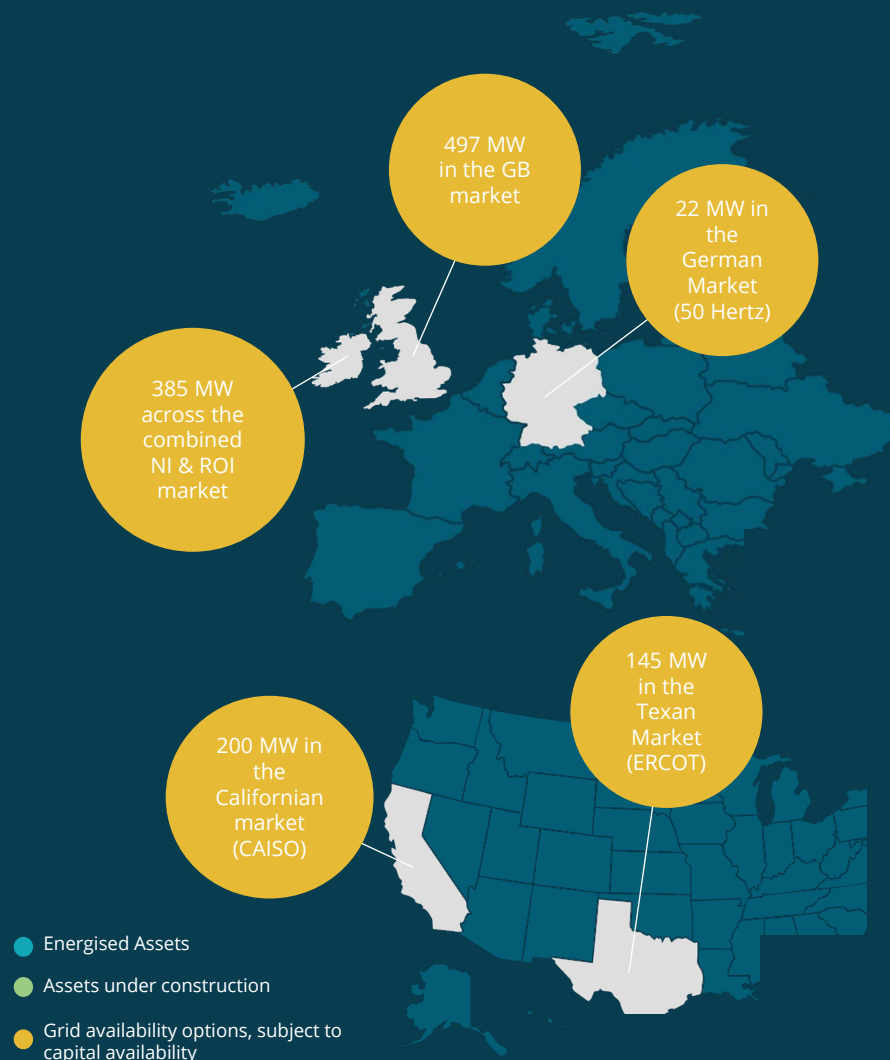 497 MW
in the GB
market
22 MW in
the
German
Market
(50 Hertz)
385 MW
across the
combined
NI & ROI
market
145 MW
in the
Texan
Market
(ERCOT)
200 MW in
the
Californian
market
(CAISO)
Energised Assets
Assets under construction
Grid availability options, subject to
capital availability